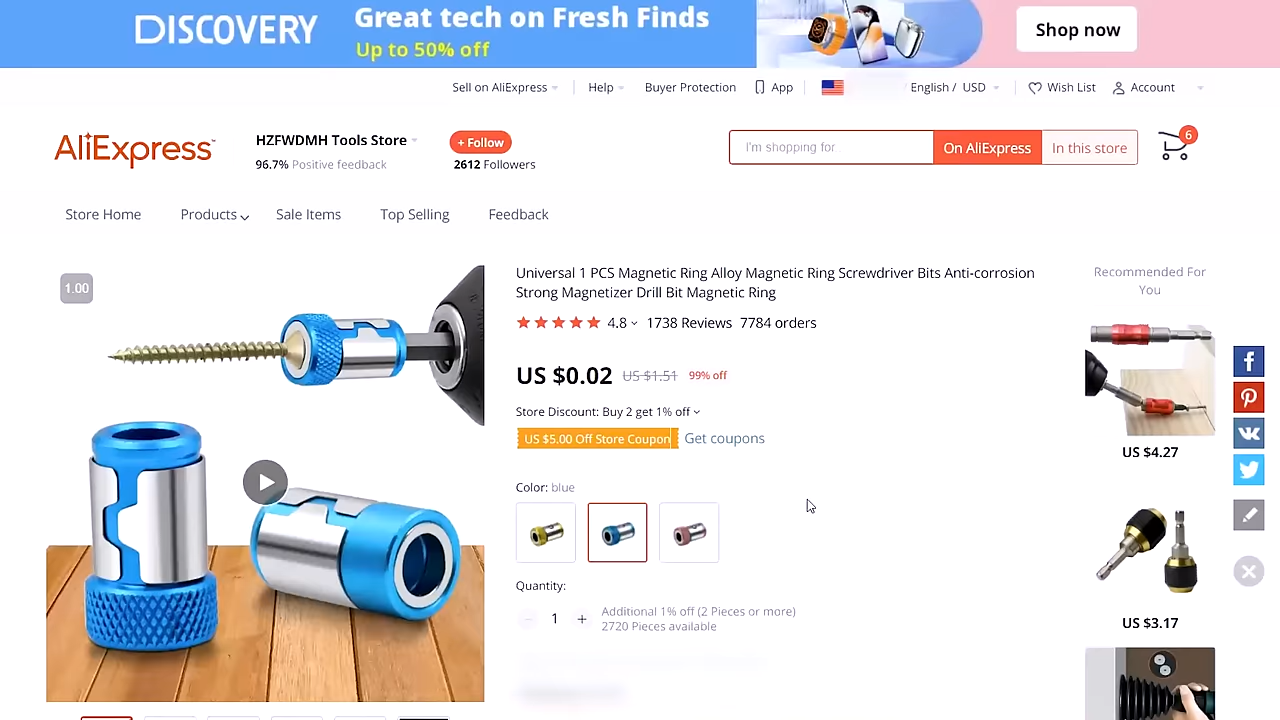 DISCOVERY
Great tech on Fresh Finds
Up to 50% off
Shop now
Sell on AliExpress
Help
Buyer Protection
App
English / USD
Wish List
Account
AliExpress
HZFWDMH Tools Store
96.7% Positive feedback
+ Follow
2612 Followers
I'm shopping for...
On AliExpress
In this store
6
Store Home
Products
Sale Items
Top Selling
Feedback
1.00
Universal 1 PCS Magnetic Ring Alloy Magnetic Ring Screwdriver Bits Anti-corrosion
Strong Magnetizer Drill Bit Magnetic Ring
4.8
1738 Reviews
7784 orders
US $0.02
US $1.51
99% off
Store Discount: Buy 2 get 1% off
US $5.00 Off Store Coupon
Get coupons
Color: blue
Quantity:
1
Additional 1% off (2 Pieces or more)
2720 Pieces available
Recommended For
You
US $4.27
US $3.17